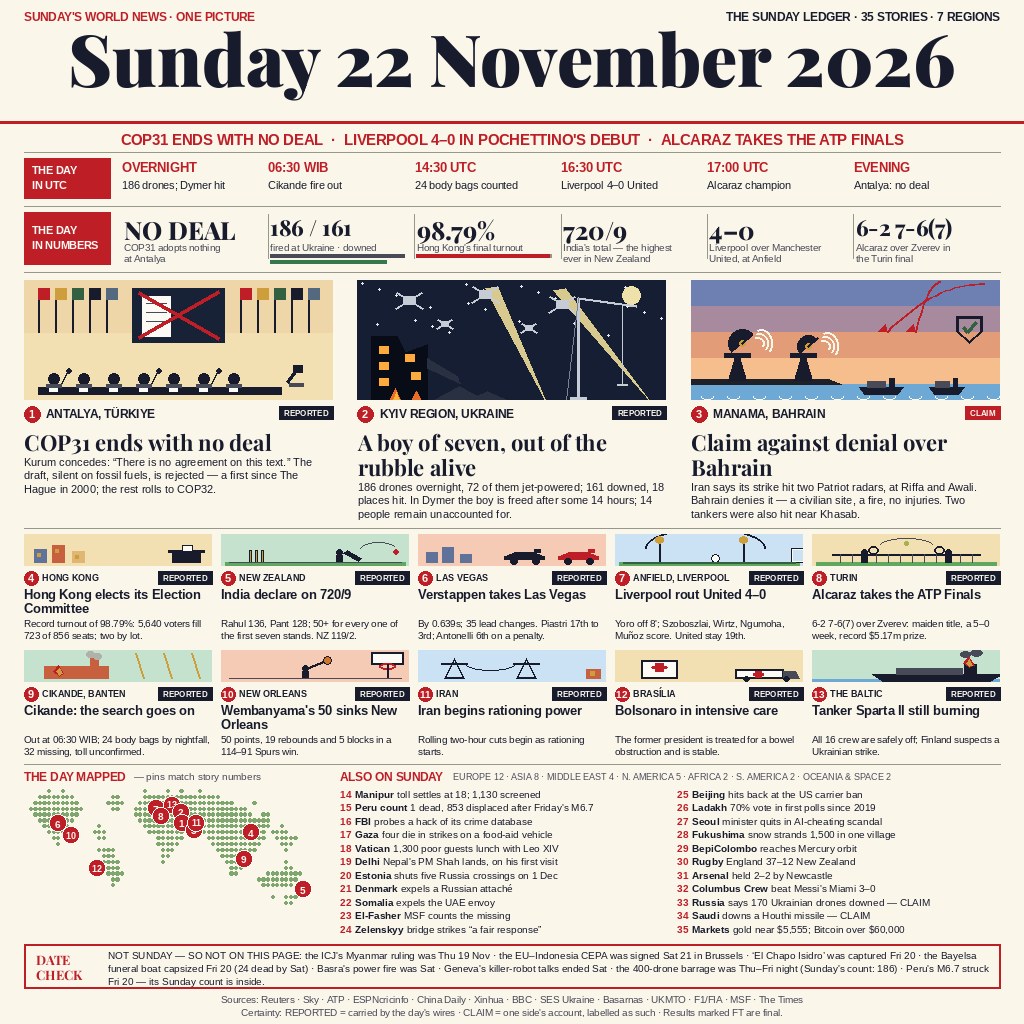 SUNDAY'S WORLD NEWS · ONE PICTURE
THE SUNDAY LEDGER · 35 STORIES · 7 REGIONS
Sunday 22 November 2026
COP31 ENDS WITH NO DEAL · LIVERPOOL 4–0 IN POCHETTINO'S DEBUT · ALCARAZ TAKES THE ATP FINALS
THE DAY
IN UTC
OVERNIGHT
186 drones; Dymer hit
06:30 WIB
Cikande fire out
14:30 UTC
24 body bags counted
16:30 UTC
Liverpool 4–0 United
17:00 UTC
Alcaraz champion
EVENING
Antalya: no deal
THE DAY
IN NUMBERS
NO DEAL
COP31 adopts nothing
at Antalya
186 / 161
fired at Ukraine · downed
98.79%
Hong Kong's final turnout
720/9
India's total — the highest
ever in New Zealand
4–0
Liverpool over Manchester
United, at Anfield
6-2 7-6(7)
Alcaraz over Zverev in
the Turin final
1 ANTALYA, TÜRKIYE
REPORTED
COP31 ends with no deal
Kurum concedes: “There is no agreement on this text.” The
draft, silent on fossil fuels, is rejected — a first since The
Hague in 2000; the rest rolls to COP32.
2 KYIV REGION, UKRAINE
REPORTED
A boy of seven, out of the
rubble alive
186 drones overnight, 72 of them jet-powered; 161 downed, 18
places hit. In Dymer the boy is freed after some 14 hours; 14
people remain unaccounted for.
3 MANAMA, BAHRAIN
CLAIM
Claim against denial over
Bahrain
Iran says its strike hit two Patriot radars, at Riffa and Awali.
Bahrain denies it — a civilian site, a fire, no injuries. Two
tankers were also hit near Khasab.
4 HONG KONG
REPORTED
Hong Kong elects its Election
Committee
Record turnout of 98.79%: 5,640 voters fill
723 of 856 seats; two by lot.
5 NEW ZEALAND
REPORTED
India declare on 720/9
Rahul 136, Pant 128; 50+ for every one of
the first seven stands. NZ 119/2.
6 LAS VEGAS
REPORTED
Verstappen takes Las Vegas
By 0.639s; 35 lead changes. Piastri 17th to
3rd; Antonelli 6th on a penalty.
7 ANFIELD, LIVERPOOL
REPORTED
Liverpool rout United 4–0
Yoro off 8'; Szoboszlai, Wirtz, Ngumoha,
Muñoz score. United stay 19th.
8 TURIN
REPORTED
Alcaraz takes the ATP Finals
6-2 7-6(7) over Zverev: maiden title, a 5–0
week, record $5.17m prize.
9 CIKANDE, BANTEN
REPORTED
Cikande: the search goes on
Out at 06:30 WIB; 24 body bags by nightfall,
32 missing, toll unconfirmed.
10 NEW ORLEANS
REPORTED
Wembanyama's 50 sinks New
Orleans
50 points, 19 rebounds and 5 blocks in a
114–91 Spurs win.
11 IRAN
REPORTED
Iran begins rationing power
Rolling two-hour cuts begin as rationing
starts.
12 BRASÍLIA
REPORTED
Bolsonaro in intensive care
The former president is treated for a bowel
obstruction and is stable.
13 THE BALTIC
REPORTED
Tanker Sparta II still burning
All 16 crew are safely off; Finland suspects a
Ukrainian strike.
THE DAY MAPPED — pins match story numbers
6
10
12
8
1
2
11
4
9
5
ALSO ON SUNDAY EUROPE 12 · ASIA 8 · MIDDLE EAST 4 · N. AMERICA 5 · AFRICA 2 · S. AMERICA 2 · OCEANIA & SPACE 2
14 Manipur toll settles at 18; 1,130 screened
15 Peru count 1 dead, 853 displaced after Friday's M6.7
16 FBI probes a hack of its crime database
17 Gaza four die in strikes on a food-aid vehicle
18 Vatican 1,300 poor guests lunch with Leo XIV
19 Delhi Nepal's PM Shah lands, on his first visit
20 Estonia shuts five Russia crossings on 1 Dec
21 Denmark expels a Russian attaché
22 Somalia expels the UAE envoy
23 El-Fasher MSF counts the missing
24 Zelenskyy bridge strikes “a fair response”
25 Beijing hits back at the US carrier ban
26 Ladakh 70% vote in first polls since 2019
27 Seoul minister quits in AI-cheating scandal
28 Fukushima snow strands 1,500 in one village
29 BepiColombo reaches Mercury orbit
30 Rugby England 37–12 New Zealand
31 Arsenal held 2–2 by Newcastle
32 Columbus Crew beat Messi's Miami 3–0
33 Russia says 170 Ukrainian drones downed — CLAIM
34 Saudi downs a Houthi missile — CLAIM
35 Markets gold near $5,555; Bitcoin over $60,000
DATE
CHECK
NOT SUNDAY — SO NOT ON THIS PAGE: the ICJ's Myanmar ruling was Thu 19 Nov · the EU–Indonesia CEPA was signed Sat 21 in Brussels · ‘El Chapo Isidro’ was captured Fri 20 · the Bayelsa
funeral boat capsized Fri 20 (24 dead by Sat) · Basra's power fire was Sat · Geneva's killer-robot talks ended Sat · the 400-drone barrage was Thu–Fri night (Sunday's count: 186) · Peru's M6.7 struck
Fri 20 — its Sunday count is inside.
Sources: Reuters · Sky · ATP · ESPNcricinfo · China Daily · Xinhua · BBC · SES Ukraine · Basarnas · UKMTO · F1/FIA · MSF · The Times
Certainty: REPORTED = carried by the day's wires · CLAIM = one side's account, labelled as such · Results marked FT are final.